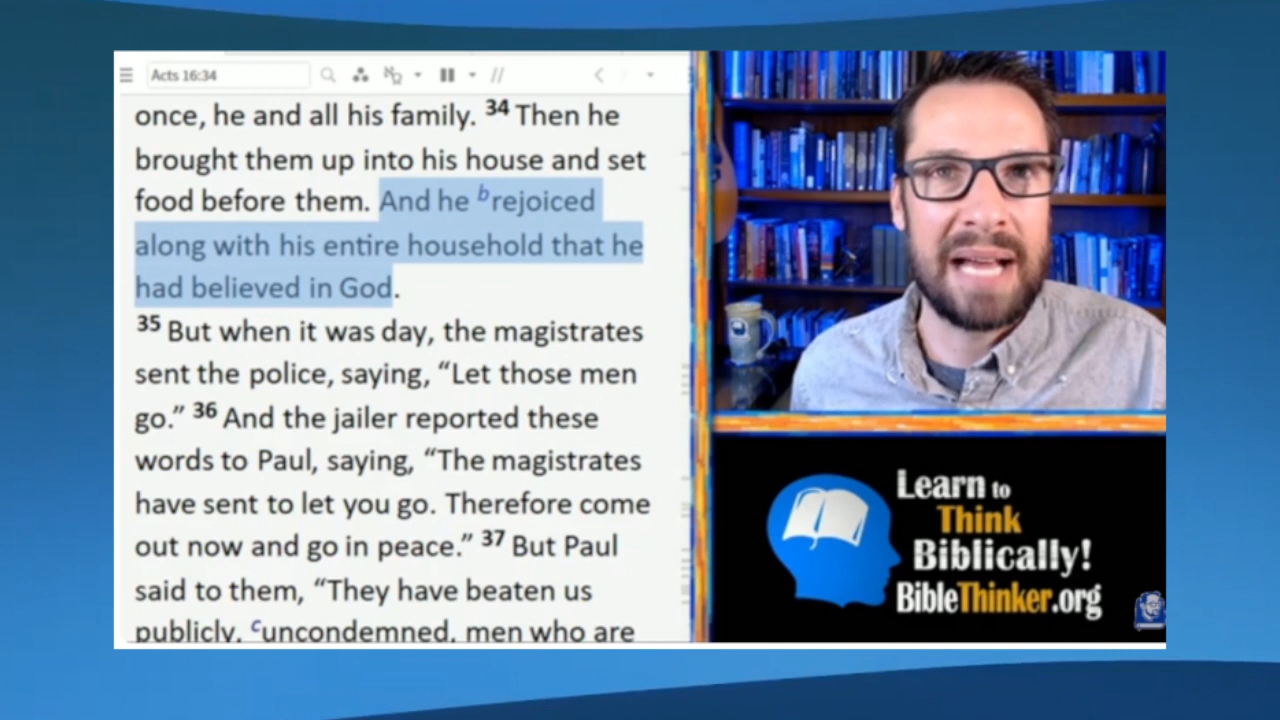 Acts 16:34
once, he and all his family. 34 Then he
brought them up into his house and set
food before them. And he b rejoiced
along with his entire household that he
had believed in God.
35 But when it was day, the magistrates
sent the police, saying, “Let those men
go.” 36 And the jailer reported these
words to Paul, saying, “The magistrates
have sent to let you go. Therefore come
out now and go in peace.” 37 But Paul
said to them, “They have beaten us
publicly, c uncondemned, men who are
Learn to
Think
Biblically!
BibleThinker.org